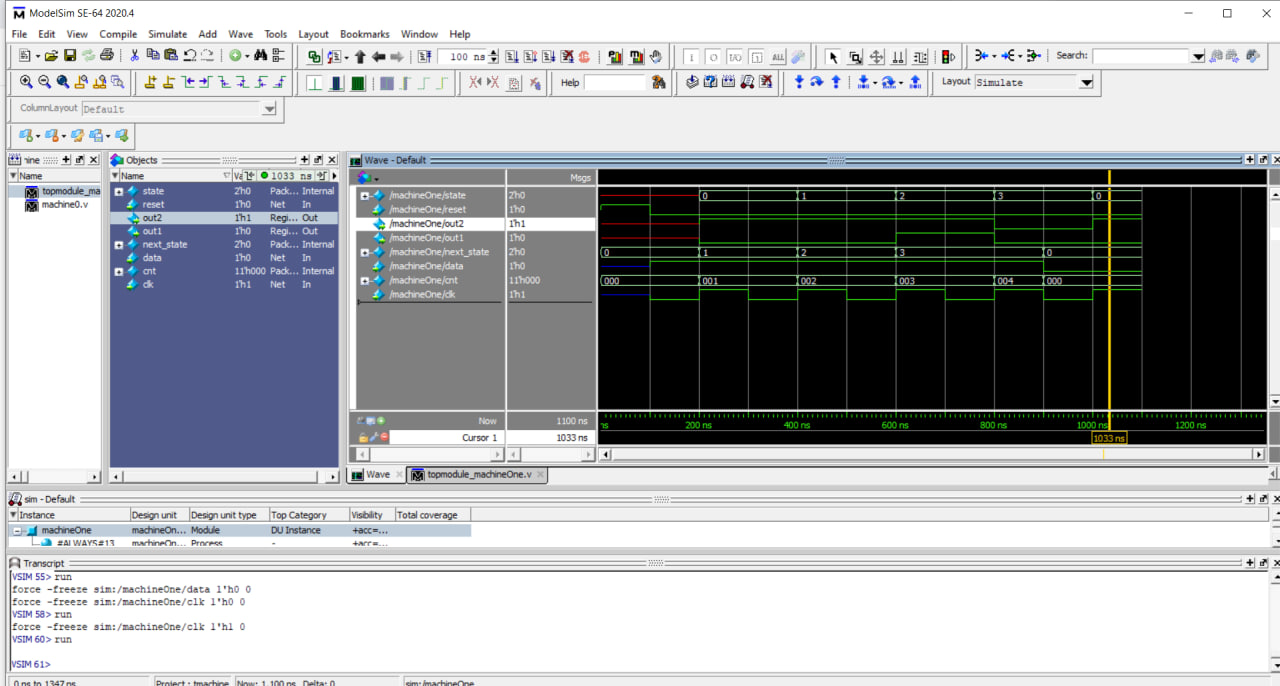 ModelSim SE-64 2020.4
File Edit View Compile Simulate Add Wave Tools Layout Bookmarks Window Help
100 ns Search:
Help Layout Simulate
ColumnLayout Default
Objects Wave - Default
Name Name 1033 ns Msgs
topmodule_ma state 2'h0 Pack... Internal /machineOne/state 2'h0 0 1 2 3 0
machine0.v reset 1'h0 Net In /machineOne/reset 1'h0
out2 1'h1 Regi... Out /machineOne/out2 1'h1
out1 1'h0 Regi... Out /machineOne/out1 1'h0
next_state 2'h0 Pack... Internal /machineOne/next_state 2'h0 0 1 2 3 0
data 1'h0 Net In /machineOne/data 1'h0
cnt 11'h000 Pack... Internal /machineOne/cnt 11'h000 000 001 002 003 004 000
clk 1'h1 Net In /machineOne/clk 1'h1
Now 1100 ns ns 200 ns 400 ns 600 ns 800 ns 1000 ns 1200 ns
Cursor 1 1033 ns 1033 ns
Wave topmodule_machineOne.v
sim - Default
Instance Design unit Design unit type Top Category Visibility Total coverage
machineOne machineOn... Module DU Instance +acc=...
#ALWAYS#13 machineOn... Process - +acc=...
Transcript
VSIM 55> run
force -freeze sim:/machineOne/data 1'h0 0
force -freeze sim:/machineOne/clk 1'h0 0
VSIM 58> run
force -freeze sim:/machineOne/clk 1'h1 0
VSIM 60> run
VSIM 61>
0 ns to 1347 ns Project : tmachine Now: 1,100 ns Delta: 0 sim:/machineOne